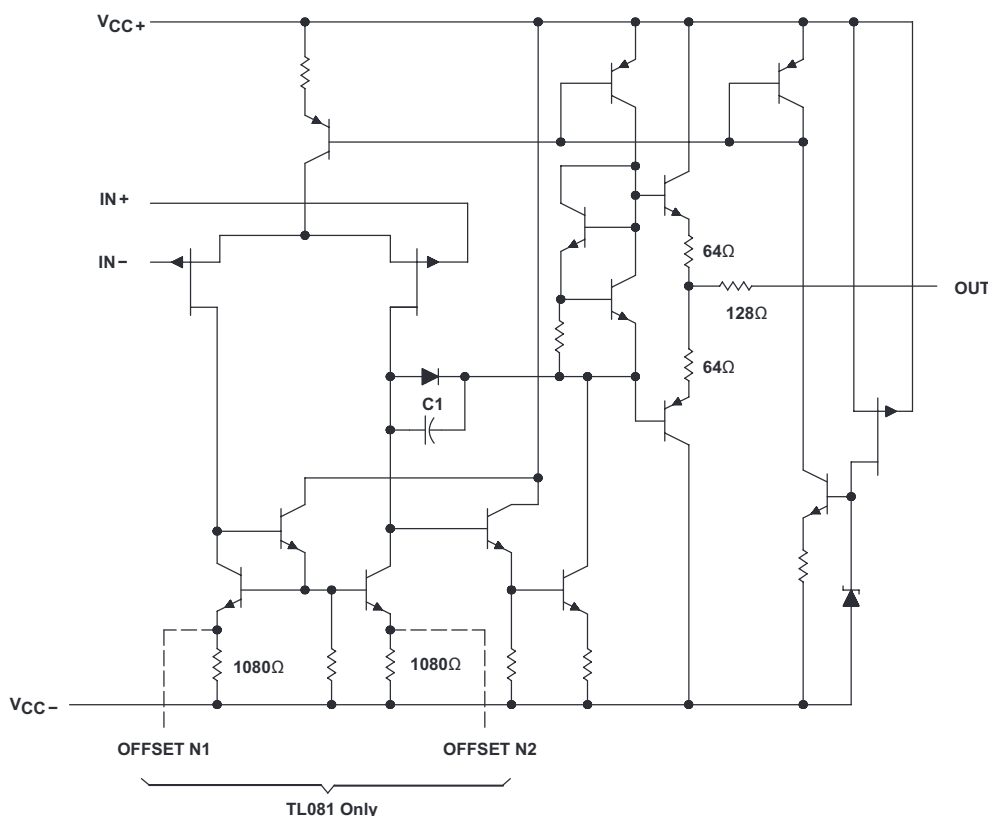 VCC+
IN+
IN−
64Ω
OUT
128Ω
64Ω
C1
1080Ω
1080Ω
VCC−
OFFSET N1
OFFSET N2
TL081 Only